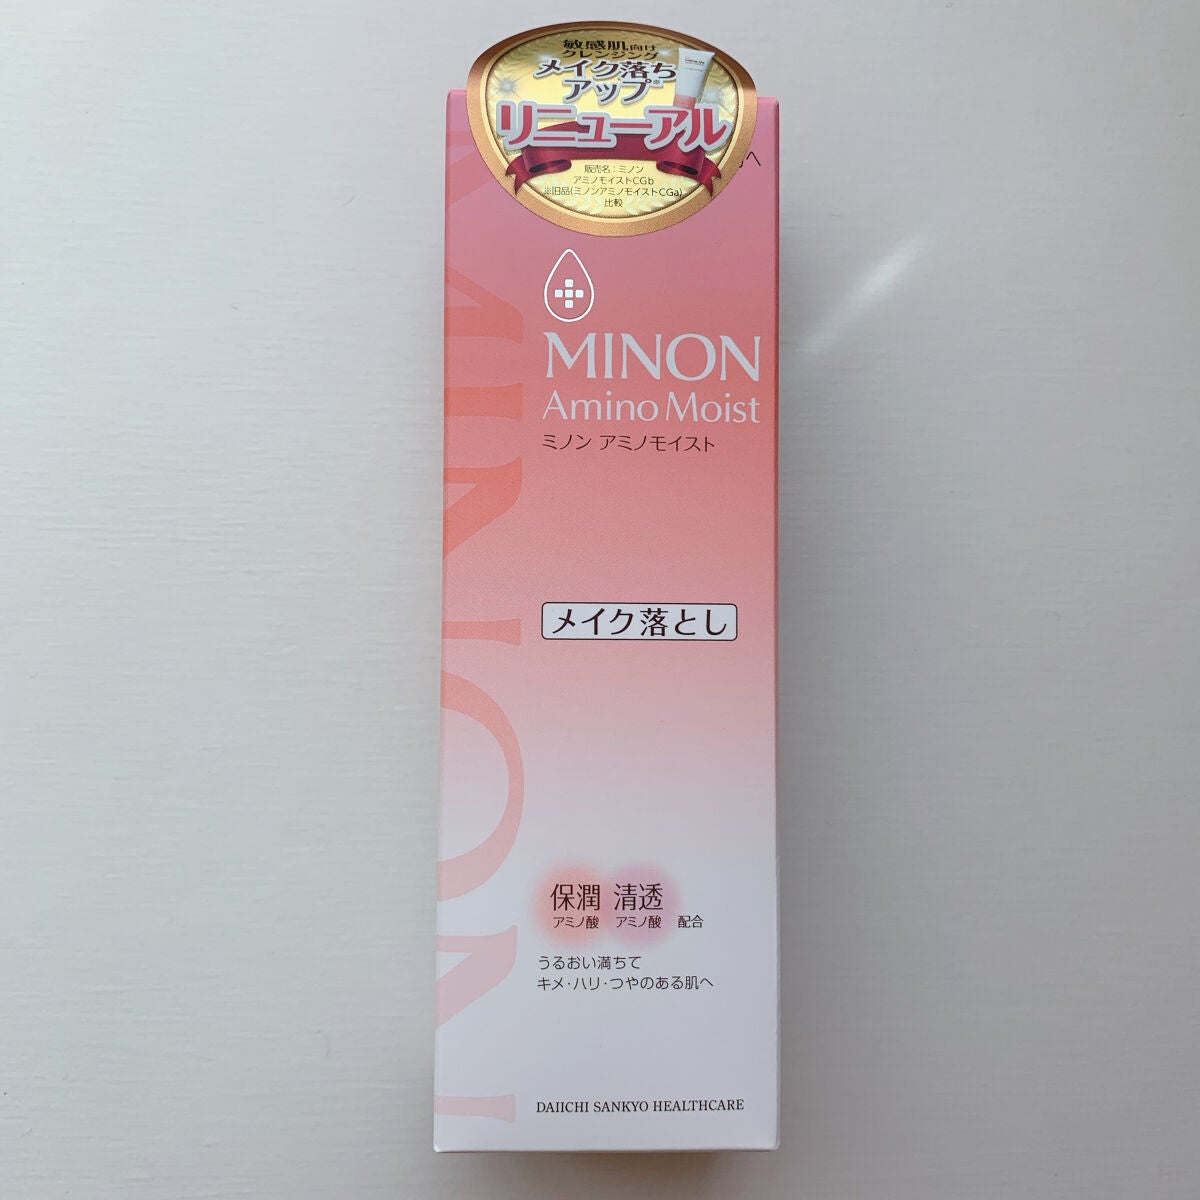 敏感肌向け
クレンジング
メイク落ち
アップ※
リニューアル
販売名：ミノン
アミノモイストCGb
※旧品(ミノンアミノモイストCGa)
比較
へ
MINON
Amino Moist
ミノン アミノモイスト
メイク落とし
保潤 清透
アミノ酸 アミノ酸 配合
うるおい満ちて
キメ・ハリ・つやのある肌へ
DAIICHI SANKYO HEALTHCARE
MINON